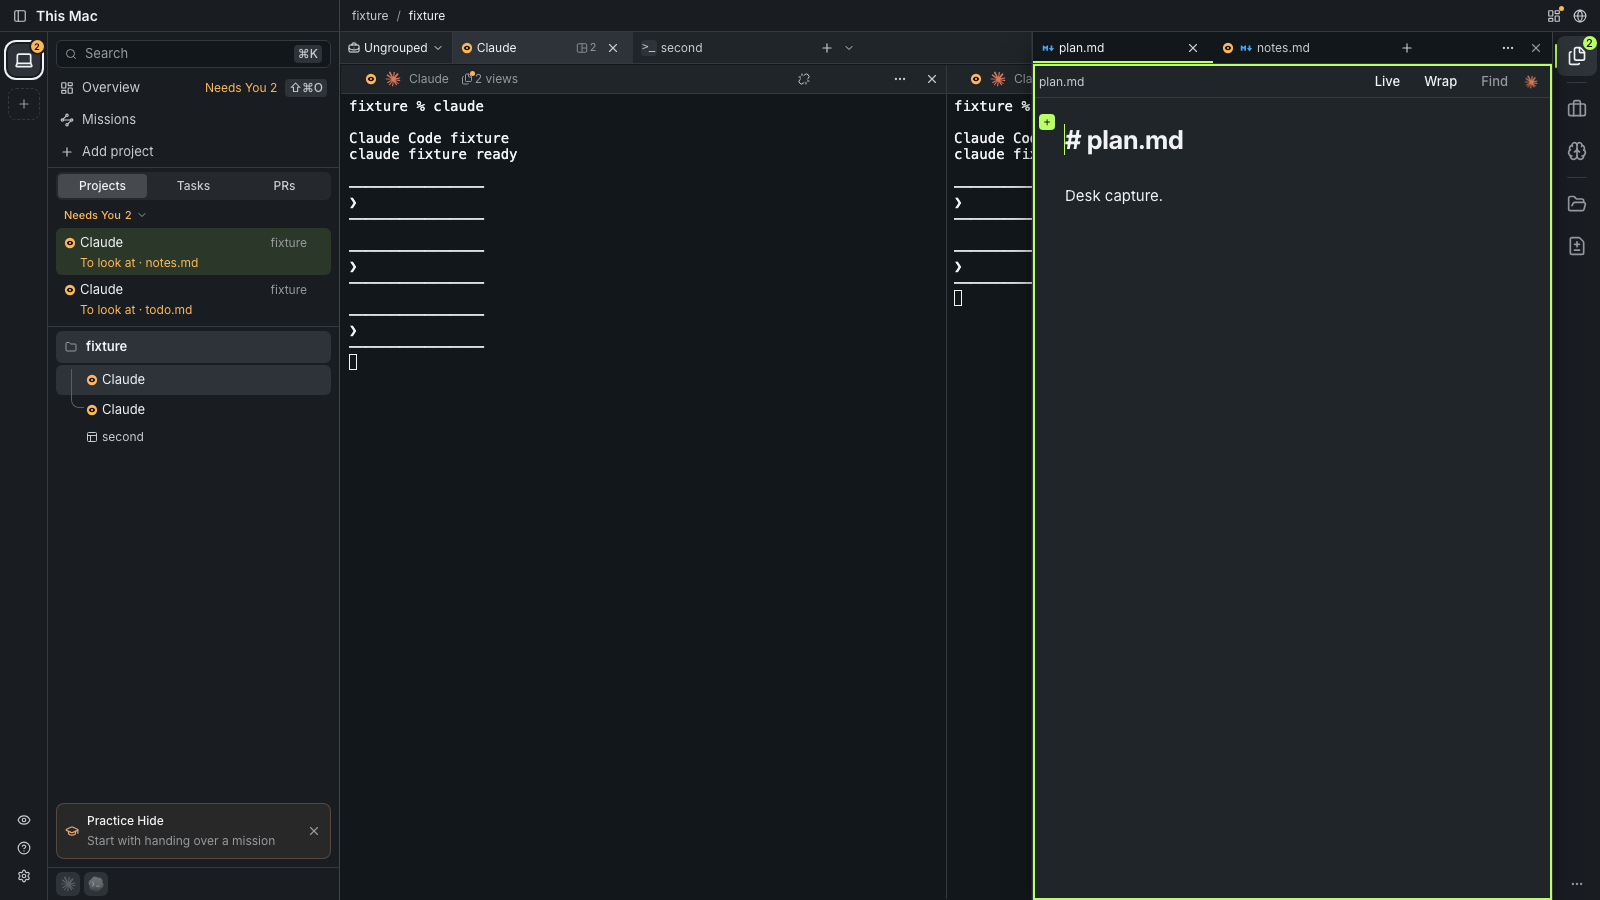 This Mac
fixture / fixture
2
Search ⌘K
Overview Needs You 2 ⇧⌘O
Missions
Add project
Projects Tasks PRs
Needs You 2
Claude fixture
To look at · notes.md
Claude fixture
To look at · todo.md
fixture
Claude
Claude
second
Practice Hide
Start with handing over a mission
Ungrouped Claude 2 second
Claude 2 views
fixture % claude
Claude Code fixture
claude fixture ready
❯
❯
❯
Cla
fixture %
Claude Co
claude fi
❯
❯
plan.md notes.md
2
plan.md Live Wrap Find
# plan.md
Desk capture.